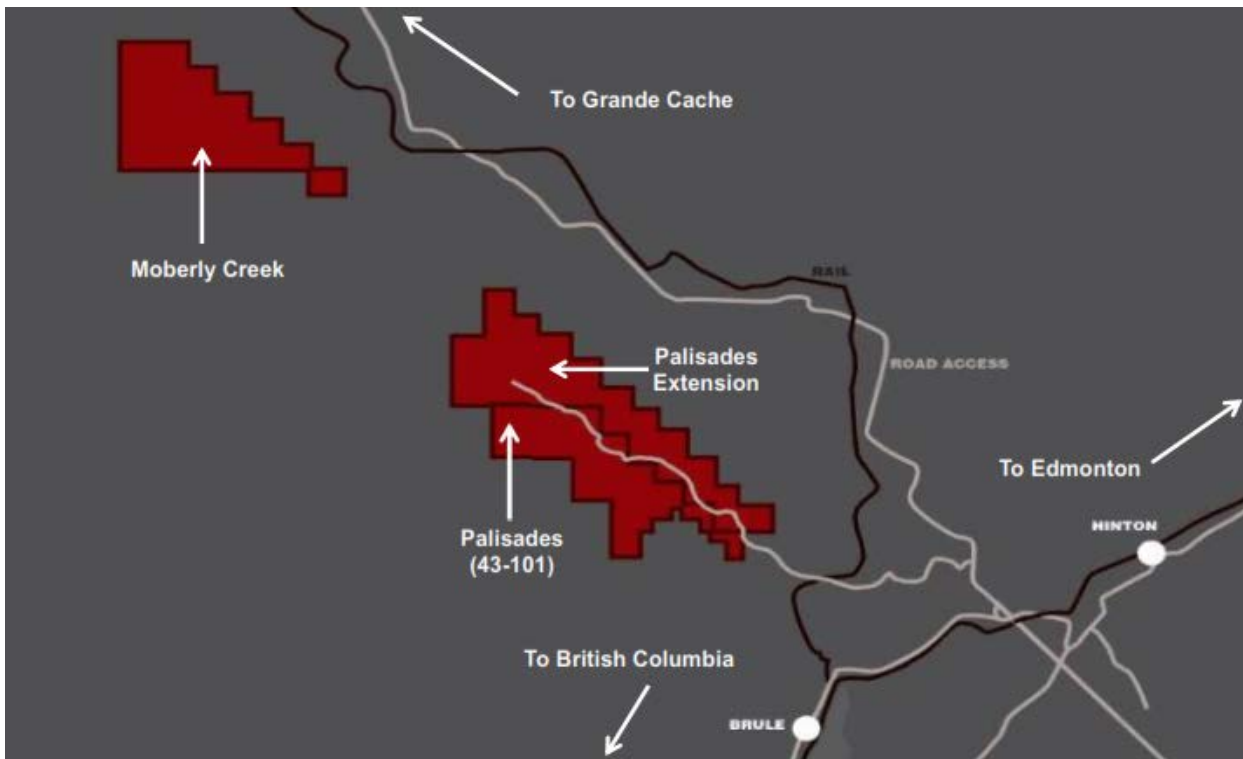 To Grande Cache
Moberly Creek
RAIL
Palisades
Extension
ROAD ACCESS
To Edmonton
HINTON
Palisades
(43-101)
To British Columbia
BRULE